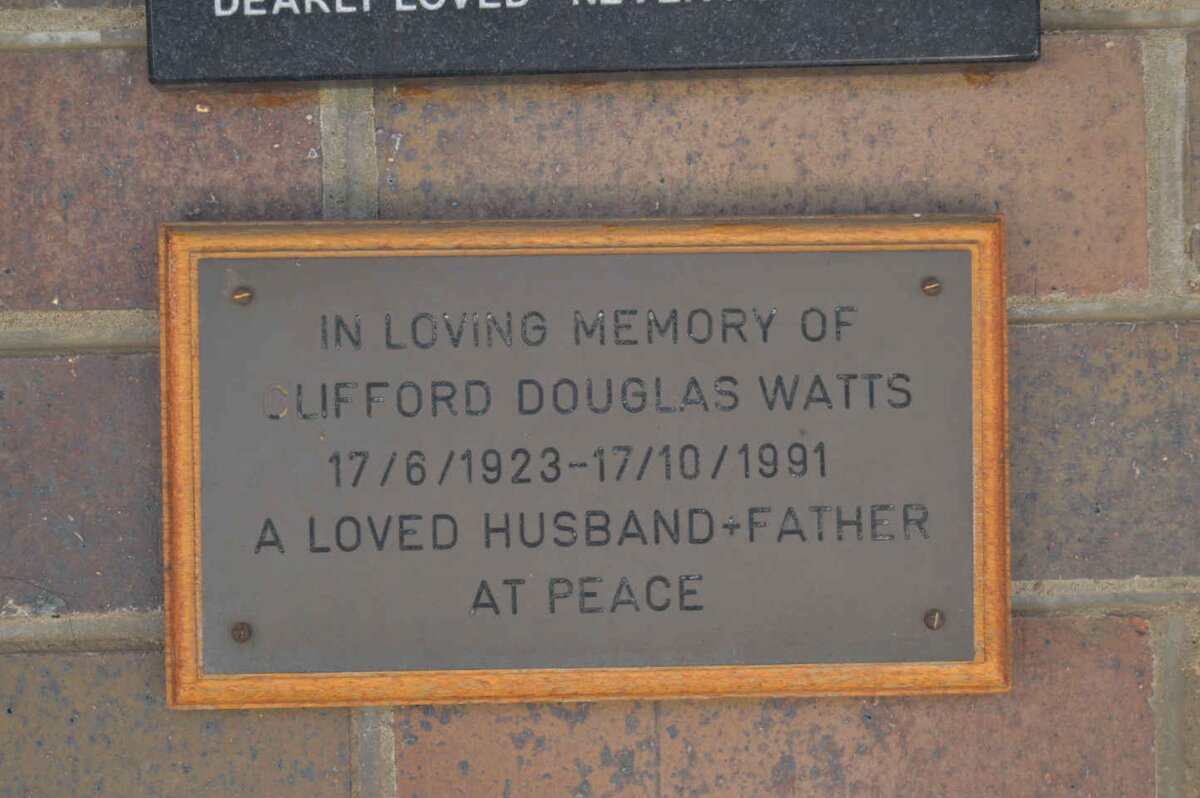 DEARLY LOVED
IN LOVING MEMORY OF
CLIFFORD DOUGLAS WATTS
17/6/1923-17/10/1991
A LOVED HUSBAND+FATHER
AT PEACE